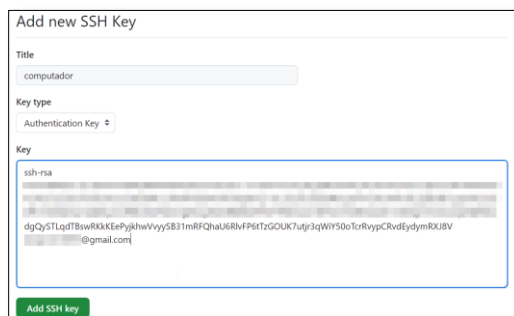 Add new SSH Key
Title
computador
Key type
Authentication Key
Key
ssh-rsa
dgQySTLqdTBswRKkKEePyjkhwVvyySB31mRFQhaU6RlvFP6tTzGOUK7utjr3qWiY50oTcrRvypCRvdEydymRXJ8V
@gmail.com
Add SSH key